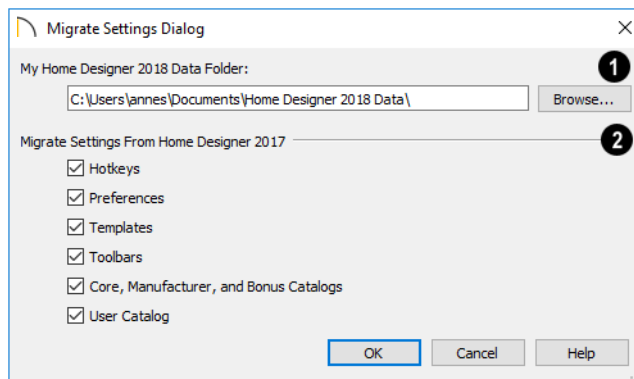 Migrate Settings Dialog
My Home Designer 2018 Data Folder:
1
C:\Users\annes\Documents\Home Designer 2018 Data\
Browse...
Migrate Settings From Home Designer 2017
2
Hotkeys
Preferences
Templates
Toolbars
Core, Manufacturer, and Bonus Catalogs
User Catalog
OK Cancel Help